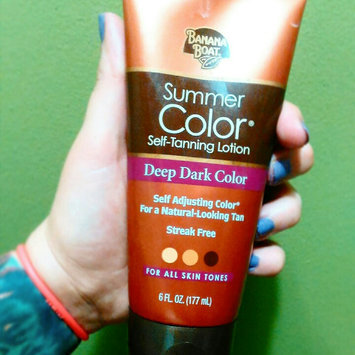 BANANA
BOAT
Summer
Color®
Self-Tanning Lotion
Deep Dark Color
Self Adjusting Color®
For a Natural-Looking Tan
Streak Free
FOR ALL SKIN TONES
6 FL. OZ. (177 mL)